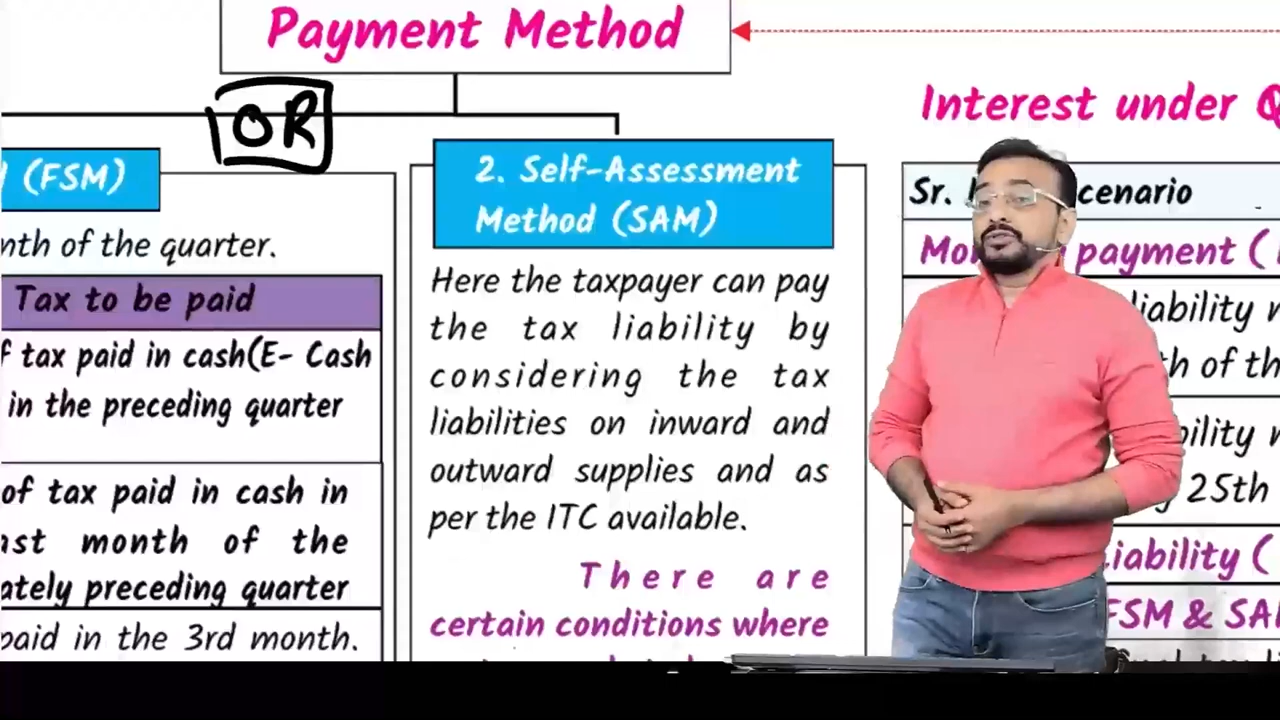 Payment Method
OR
(FSM)
nth of the quarter.
Tax to be paid
tax paid in cash(E- Cash
in the preceding quarter
of tax paid in cash in
month of the
preceding quarter
paid in the 3rd month.
2. Self-Assessment
Method (SAM)
Here the taxpayer can pay
the tax liability by
considering the tax
liabilities on inward and
outward supplies and as
per the ITC available.
There are
certain conditions where
Interest under
Sr. cenario
payment (
iability
th of th
25th
iability (
FSM & SA